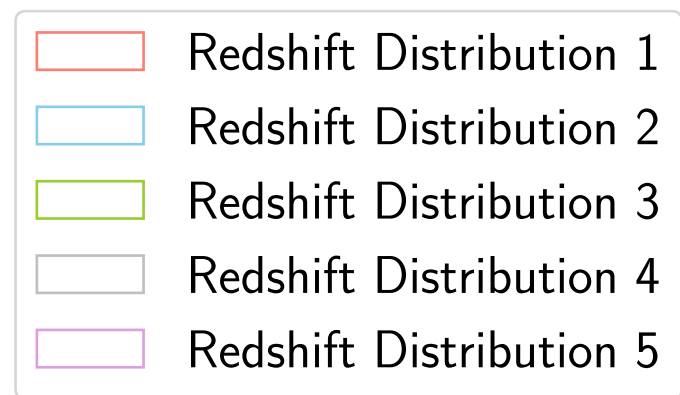 Redshift Distribution 1
Redshift Distribution 2
Redshift Distribution 3
Redshift Distribution 4
Redshift Distribution 5